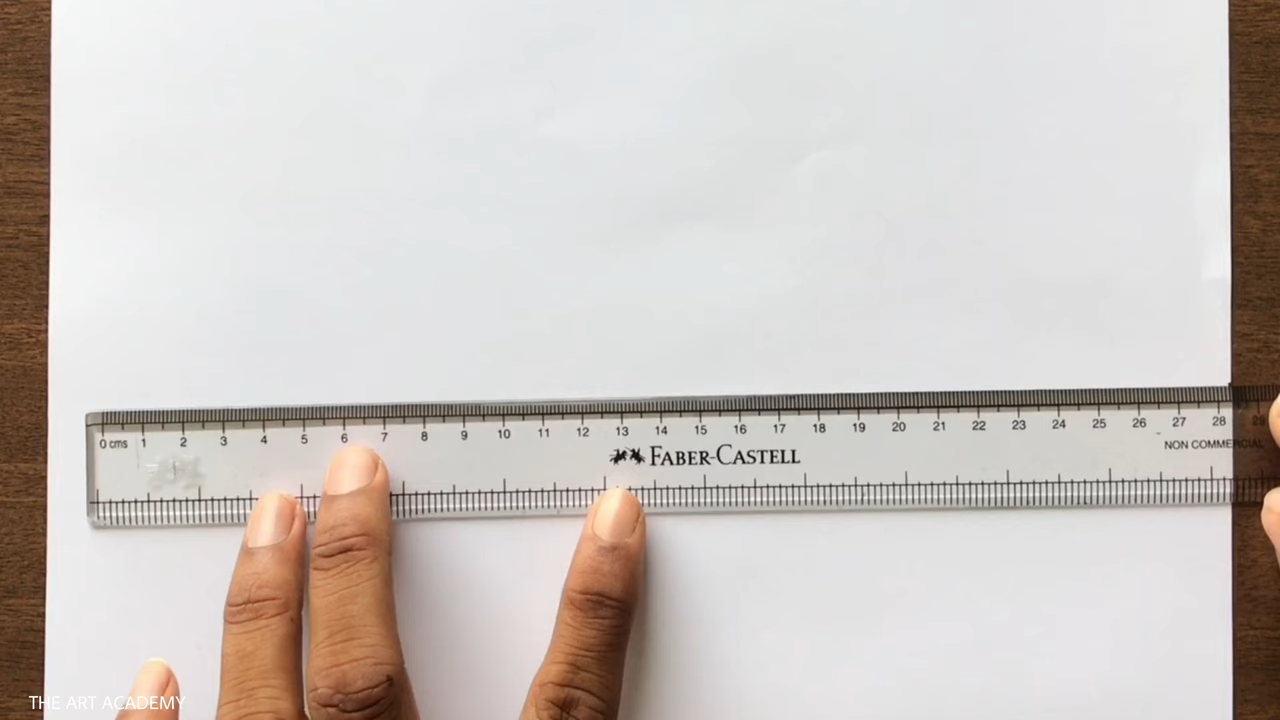 0 cms 1 2 3 4 5 6 7 8 9 10 11 12 13 14 15 16 17 18 19 20 21 22 23 24 25 26 27 28 29
FABER-CASTELL
NON COMMERCIAL
THE ART ACADEMY